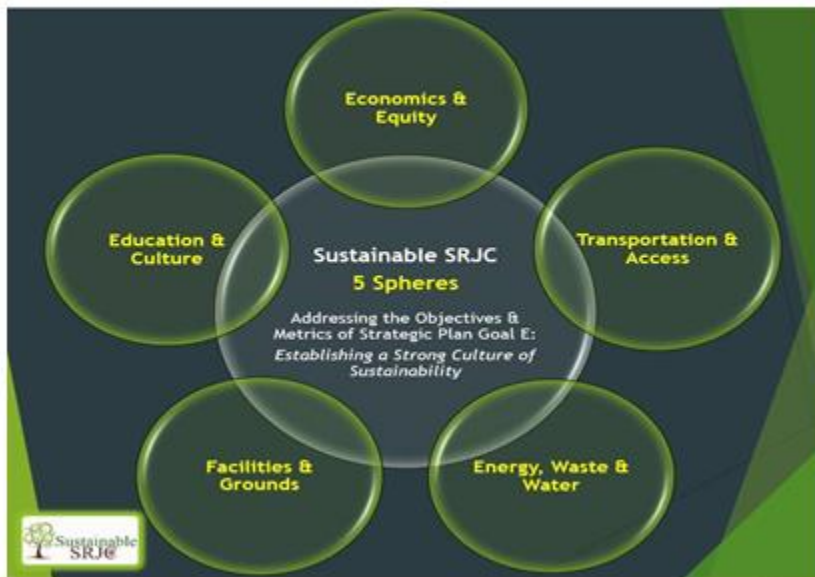 Economics &
Equity
Education &
Culture
Transportation &
Access
Sustainable SRJC
5 Spheres
Addressing the Objectives &
Metrics of Strategic Plan Goal E:
Establishing a Strong Culture of
Sustainability
Facilities &
Grounds
Energy, Waste &
Water
Sustainable
SRJC